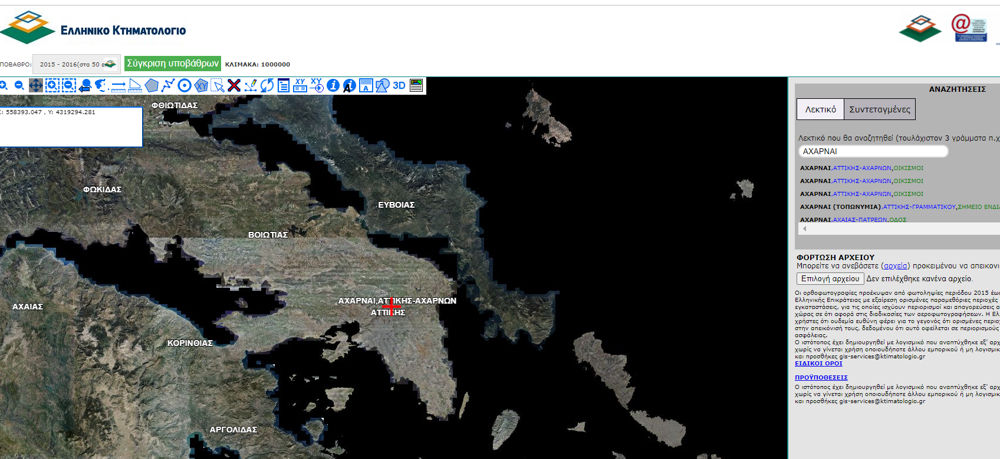 ΕΛΛΗΝΙΚΟ ΚΤΗΜΑΤΟΛΟΓΙΟ
ΠΟΒΑΘΡΟ: 2015 - 2016(στα 50 Σύγκριση υποβάθρων ΚΛΙΜΑΚΑ: 1000000
XY XY XY i i A A 3D
: 558393.047 , Y: 4319294.281
ΦΘΙΩΤΙΔΑΣ
ΦΩΚΙΔΑΣ
ΕΥΒΟΙΑΣ
ΒΟΙΩΤΙΑΣ
ΑΧΑΡΝΑΙ,ΑΤΤΙΚΗΣ-ΑΧΑΡΝΩΝ
ΑΤΤΙΚΗΣ
ΑΧΑΙΑΣ
ΚΟΡΙΝΘΙΑΣ
ΑΡΓΟΛΙΔΑΣ
ΑΝΑΖΗΤΗΣΕΙΣ
Λεκτικό Συντεταγμένες
Λεκτικό που θα αναζητηθεί (τουλάχιστον 3 γράμματα π.χ
ΑΧΑΡΝΑΙ
ΑΧΑΡΝΑΙ,ΑΤΤΙΚΗΣ-ΑΧΑΡΝΩΝ,ΟΙΚΙΣΜΟΙ
ΑΧΑΡΝΑΙ,ΑΤΤΙΚΗΣ-ΑΧΑΡΝΩΝ,ΟΙΚΙΣΜΟΙ
ΑΧΑΡΝΑΙ,ΑΤΤΙΚΗΣ-ΑΧΑΡΝΩΝ,ΟΙΚΙΣΜΟΙ
ΑΧΑΡΝΑΙ (ΤΟΠΩΝΥΜΙΑ),ΑΤΤΙΚΗΣ-ΓΡΑΜΜΑΤΙΚΟΥ,ΣΗΜΕΙΟ ΕΝΔΙ
ΑΧΑΡΝΑΙ,ΑΧΑΙΑΣ-ΠΑΤΡΕΩΝ,ΟΔΟΣ
ΦΟΡΤΩΣΗ ΑΡΧΕΙΟΥ
Μπορείτε να ανεβάσετε (αρχεία) προκειμένου να απεικονι
Επιλογή αρχείου Δεν επιλέχθηκε κανένα αρχείο.
Οι ορθοφωτογραφίες προέκυψαν από φωτοληψίες περιόδου 2015 έως
Ελληνικής Επικράτειας με εξαίρεση ορισμένες παραμεθόριες περιοχές
εγκαταστάσεις, για τις οποίες ισχύουν περιορισμοί και απαγορεύσεις α
χώρας σε ότι αφορά στις διαδικασίες των αεροφωτογραφήσεων. Η Ελ
χρήστες ότι ουδεμία ευθύνη φέρει για το γεγονός ότι ορισμένες περιοχ
στην απεικόνισή τους, δεδομένου ότι αυτό οφείλεται σε περιορισμούς
ασφάλειας.
Ο ιστότοπος έχει δημιουργηθεί με λογισμικό που αναπτύχθηκε εξ’ αρχ
χωρίς να γίνεται χρήση οποιουδήποτε άλλου εμπορικού ή μη λογισμικ
και προσθήκες gis-services@ktimatologio.gr
ΕΙΔΙΚΟΙ ΟΡΟΙ
ΠΡΟΫΠΟΘΕΣΕΙΣ
Ο ιστότοπος έχει δημιουργηθεί με λογισμικό που αναπτύχθηκε εξ’ αρχ
χωρίς να γίνεται χρήση οποιουδήποτε άλλου εμπορικού ή μη λογισμικ
και προσθήκες gis-services@ktimatologio.gr